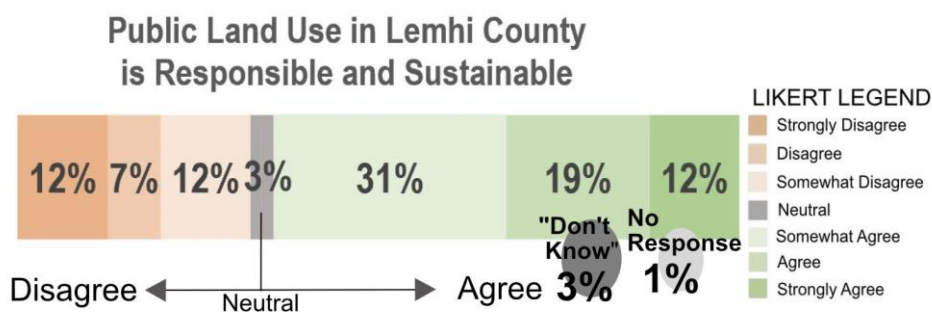 Public Land Use in Lemhi County
is Responsible and Sustainable
12% 7% 12% 3% 31% 19% 12%
"Don't
Know"
3%
No
Response
1%
Disagree
Neutral
Agree
LIKERT LEGEND
Strongly Disagree
Disagree
Somewhat Disagree
Neutral
Somewhat Agree
Agree
Strongly Agree